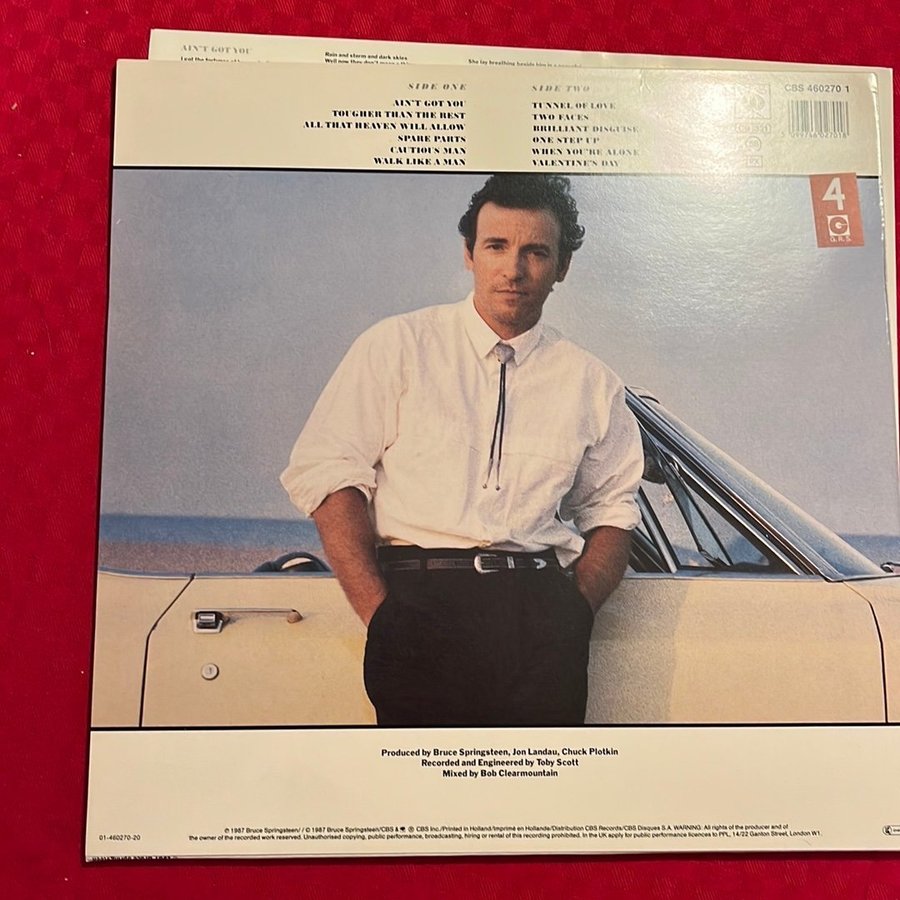 AIN'T GOT YOU
Rain and storm and dark skies
She lay breathing beside him in a peaceful
SIDE ONE
AIN'T GOT YOU
TOUGHER THAN THE REST
ALL THAT HEAVEN WILL ALLOW
SPARE PARTS
CAUTIOUS MAN
WALK LIKE A MAN
SIDE TWO
TUNNEL OF LOVE
TWO FACES
BRILLIANT DISGUISE
ONE STEP UP
WHEN YOU'RE ALONE
VALENTINE'S DAY
CBS 460270 1
4
G.R.S.
Produced by Bruce Springsteen, Jon Landau, Chuck Plotkin
Recorded and Engineered by Toby Scott
Mixed by Bob Clearmountain
01-460270-20
℗ 1987 Bruce Springsteen/ / © 1987 Bruce Springsteen/CBS & ® CBS Inc./Printed in Holland/Imprimé en Hollande/Distribution CBS Records/CBS Disques S.A. WARNING: All rights of the producer and of
the owner of the recorded work reserved. Unauthorised copying, public performance, broadcasting, hiring or rental of this recording prohibited. In the UK apply for public performance licences to PPL, 14/22 Ganton Street, London W1.